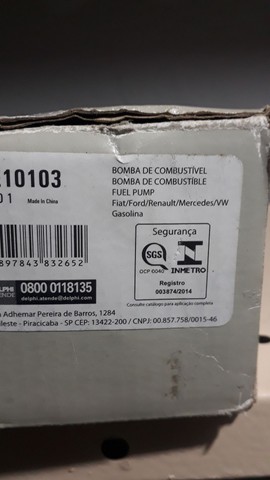 10103
01 Made in China
BOMBA DE COMBUSTÍVEL
BOMBA DE COMBUSTIBLE
FUEL PUMP
Fiat/Ford/Renault/Mercedes/VW
Gasolina
897843 832652
Segurança
SGS
OCP 0040
INMETRO
Registro
003874/2014
Consulte catálogo para aplicação completa
0800 0118135
delphi.atende@delphi.com
Adhemar Pereira de Barros, 1284
leste - Piracicaba - SP CEP: 13422-200 / CNPJ: 00.857.758/0015-46